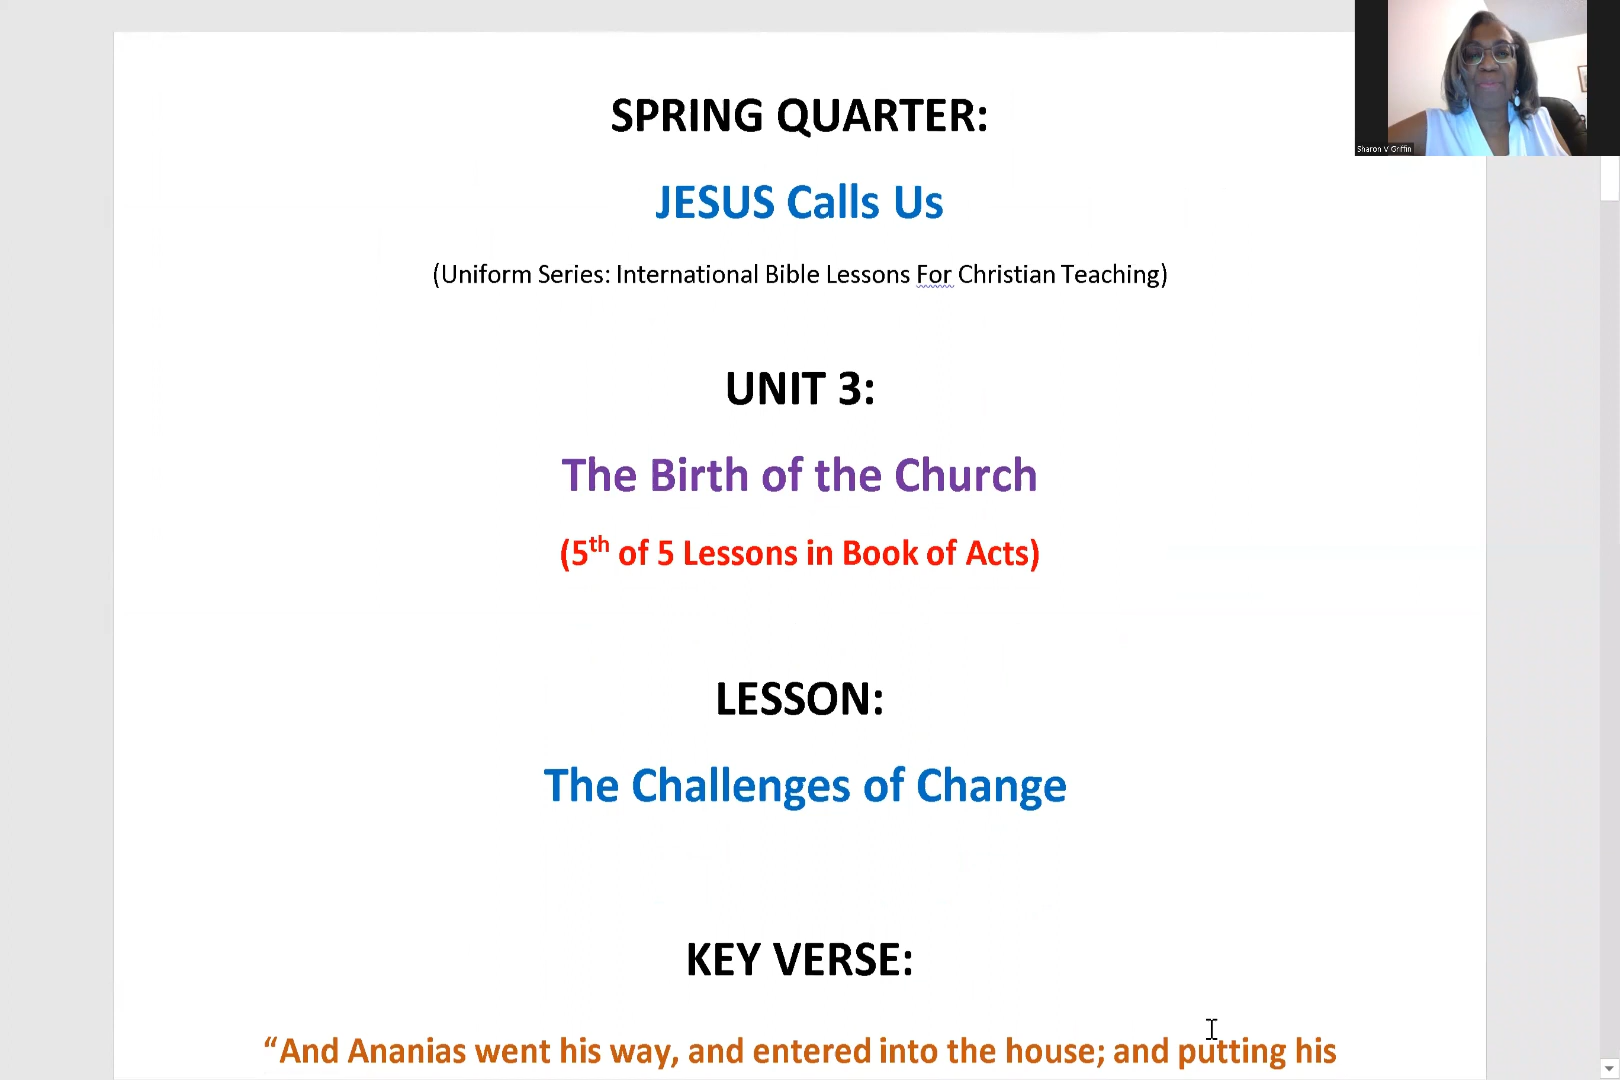 SPRING QUARTER:
JESUS Calls Us
(Uniform Series: International Bible Lessons For Christian Teaching)
UNIT 3:
The Birth of the Church
(5th of 5 Lessons in Book of Acts)
LESSON:
The Challenges of Change
KEY VERSE:
“And Ananias went his way, and entered into the house; and putting his
Sharon V Griffin